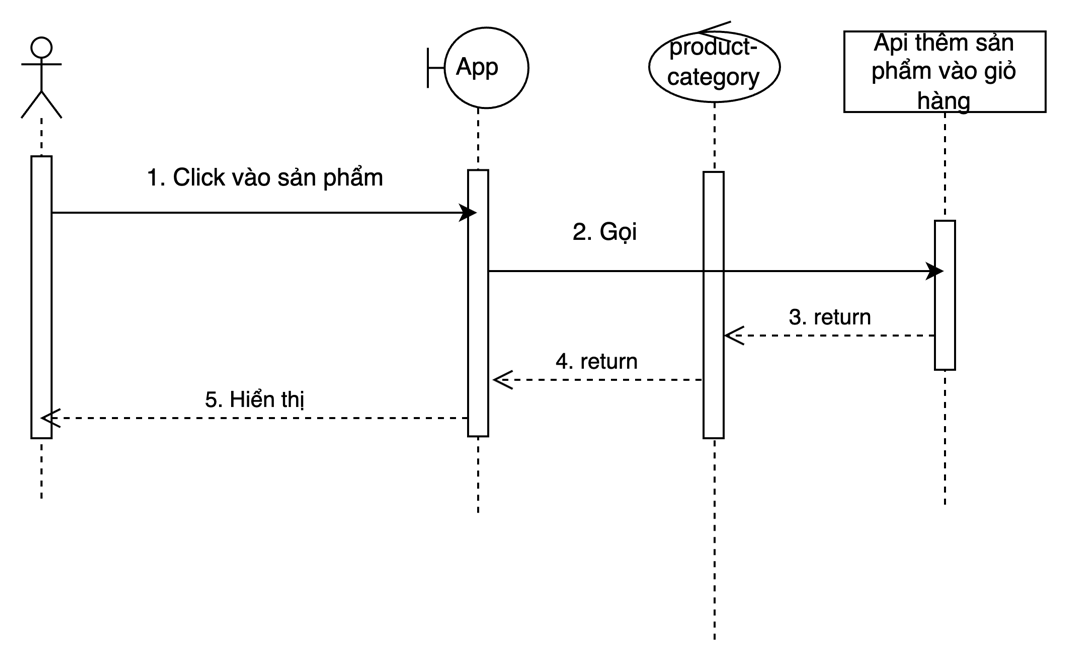 App
product-
category
Api thêm sản
phẩm vào giỏ
hàng
1. Click vào sản phẩm
2. Gọi
3. return
4. return
5. Hiển thị